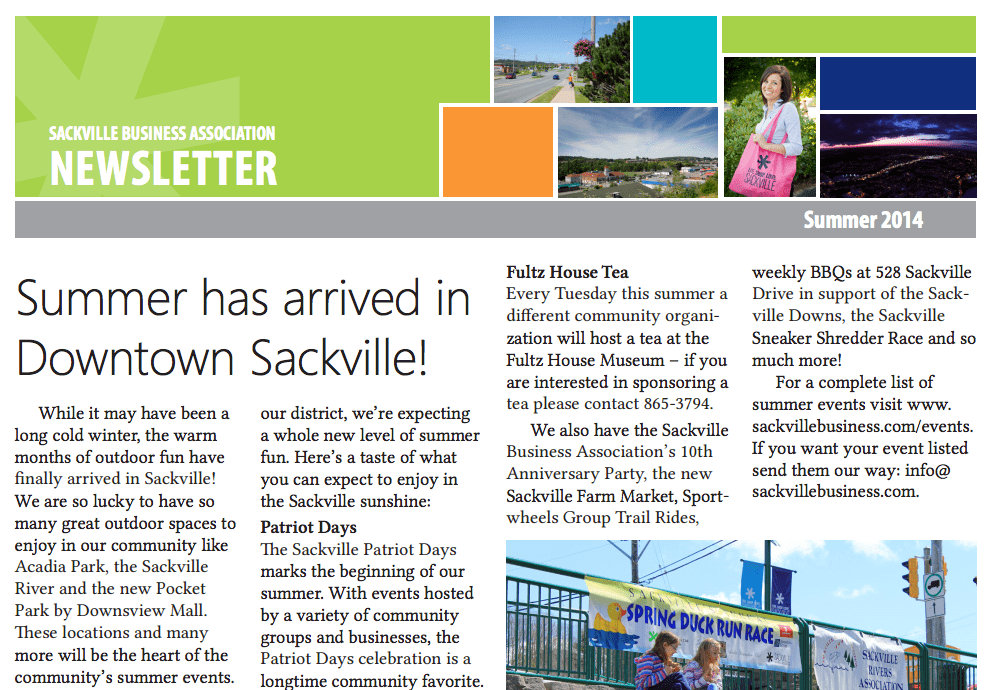 SACKVILLE BUSINESS ASSOCIATION
NEWSLETTER
SACKVILLE
Summer 2014
Summer has arrived in
Downtown Sackville!
While it may have been a
long cold winter, the warm
months of outdoor fun have
finally arrived in Sackville!
We are so lucky to have so
many great outdoor spaces to
enjoy in our community like
Acadia Park, the Sackville
River and the new Pocket
Park by Downsview Mall.
These locations and many
more will be the heart of the
community's summer events.
our district, we're expecting
a whole new level of summer
fun. Here's a taste of what
you can expect to enjoy in
the Sackville sunshine:
Patriot Days
The Sackville Patriot Days
marks the beginning of our
summer. With events hosted
by a variety of community
groups and businesses, the
Patriot Days celebration is a
longtime community favorite.
Fultz House Tea
Every Tuesday this summer a
different community organi-
zation will host a tea at the
Fultz House Museum – if you
are interested in sponsoring a
tea please contact 865-3794.
We also have the Sackville
Business Association's 10th
Anniversary Party, the new
Sackville Farm Market, Sport-
wheels Group Trail Rides,
weekly BBQs at 528 Sackville
Drive in support of the Sack-
ville Downs, the Sackville
Sneaker Shredder Race and so
much more!
For a complete list of
summer events visit www.
sackvillebusiness.com/events.
If you want your event listed
send them our way: info@
sackvillebusiness.com.
SPRING DUCK RUN RACE
SACKVILLE
RIVERS
ASSOCIATION